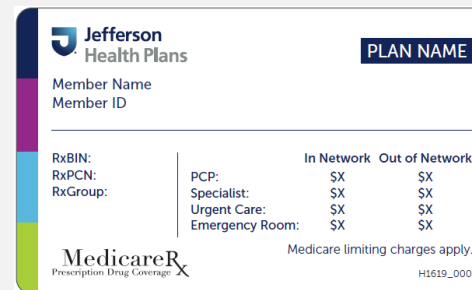 Jefferson
Health Plans
PLAN NAME
Member Name
Member ID
RxBIN:
RxPCN:
RxGroup:
In Network Out of Network
PCP: $X $X
Specialist: $X $X
Urgent Care: $X $X
Emergency Room: $X $X
MedicareRx
Prescription Drug Coverage
Medicare limiting charges apply.
H1619_000